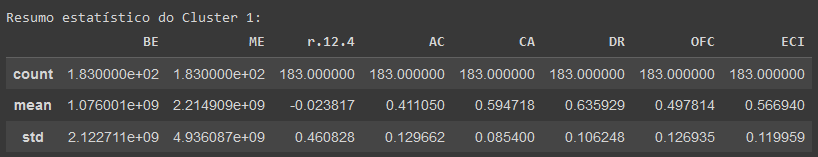 Resumo estatístico do Cluster 1:
BE ME r.12.4 AC CA DR OFC ECI
count 1.830000e+02 1.830000e+02 183.000000 183.000000 183.000000 183.000000 183.000000 183.000000
mean 1.076001e+09 2.214909e+09 -0.023817 0.411050 0.594718 0.635929 0.497814 0.566940
std 2.122711e+09 4.936087e+09 0.460828 0.129662 0.085400 0.106248 0.126935 0.119959